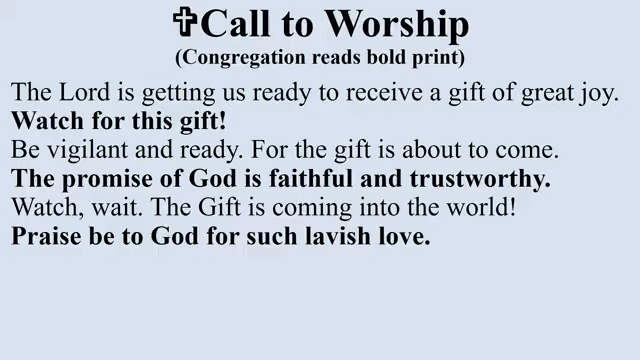 ✞Call to Worship
(Congregation reads bold print)
The Lord is getting us ready to receive a gift of great joy.
Watch for this gift!
Be vigilant and ready. For the gift is about to come.
The promise of God is faithful and trustworthy.
Watch, wait. The Gift is coming into the world!
Praise be to God for such lavish love.